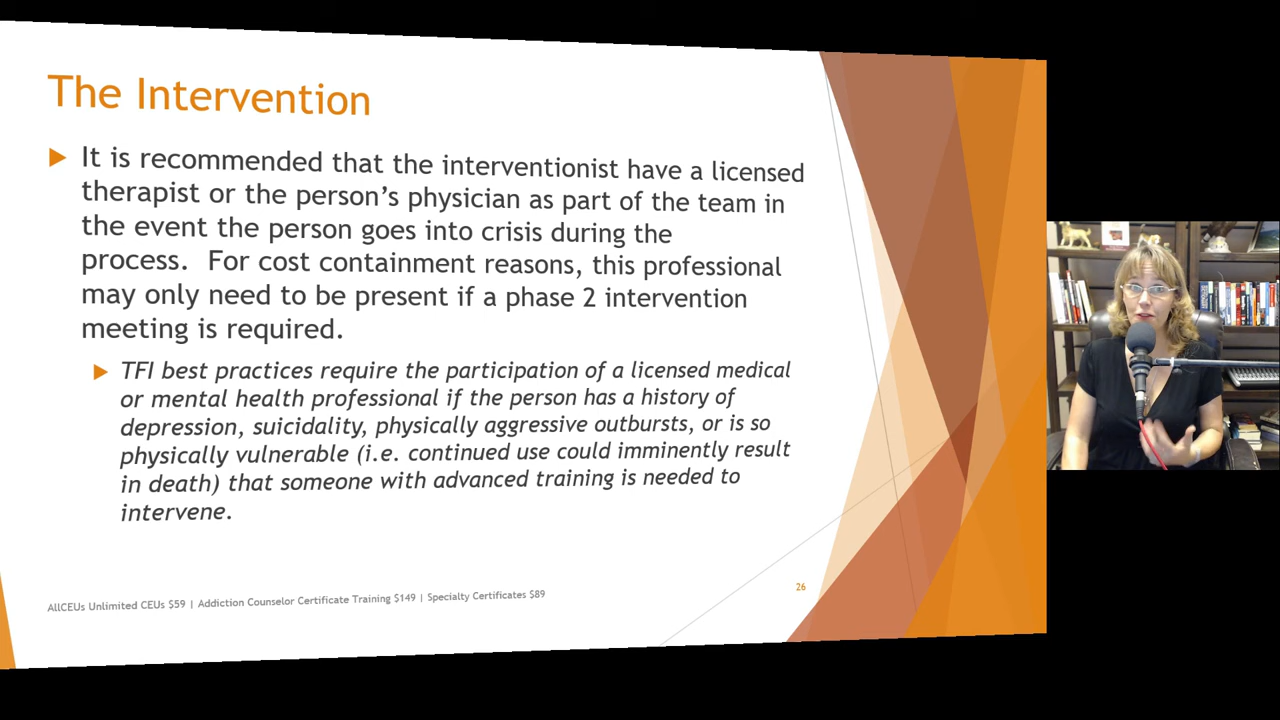 The Intervention
It is recommended that the interventionist have a licensed
therapist or the person's physician as part of the team in
the event the person goes into crisis during the
process.  For cost containment reasons, this professional
may only need to be present if a phase 2 intervention
meeting is required.
TFI best practices require the participation of a licensed medical
or mental health professional if the person has a history of
depression, suicidality, physically aggressive outbursts, or is so
physically vulnerable (i.e. continued use could imminently result
in death) that someone with advanced training is needed to
intervene.
26
AllCEUs Unlimited CEUs $59 | Addiction Counselor Certificate Training $149 | Specialty Certificates $89